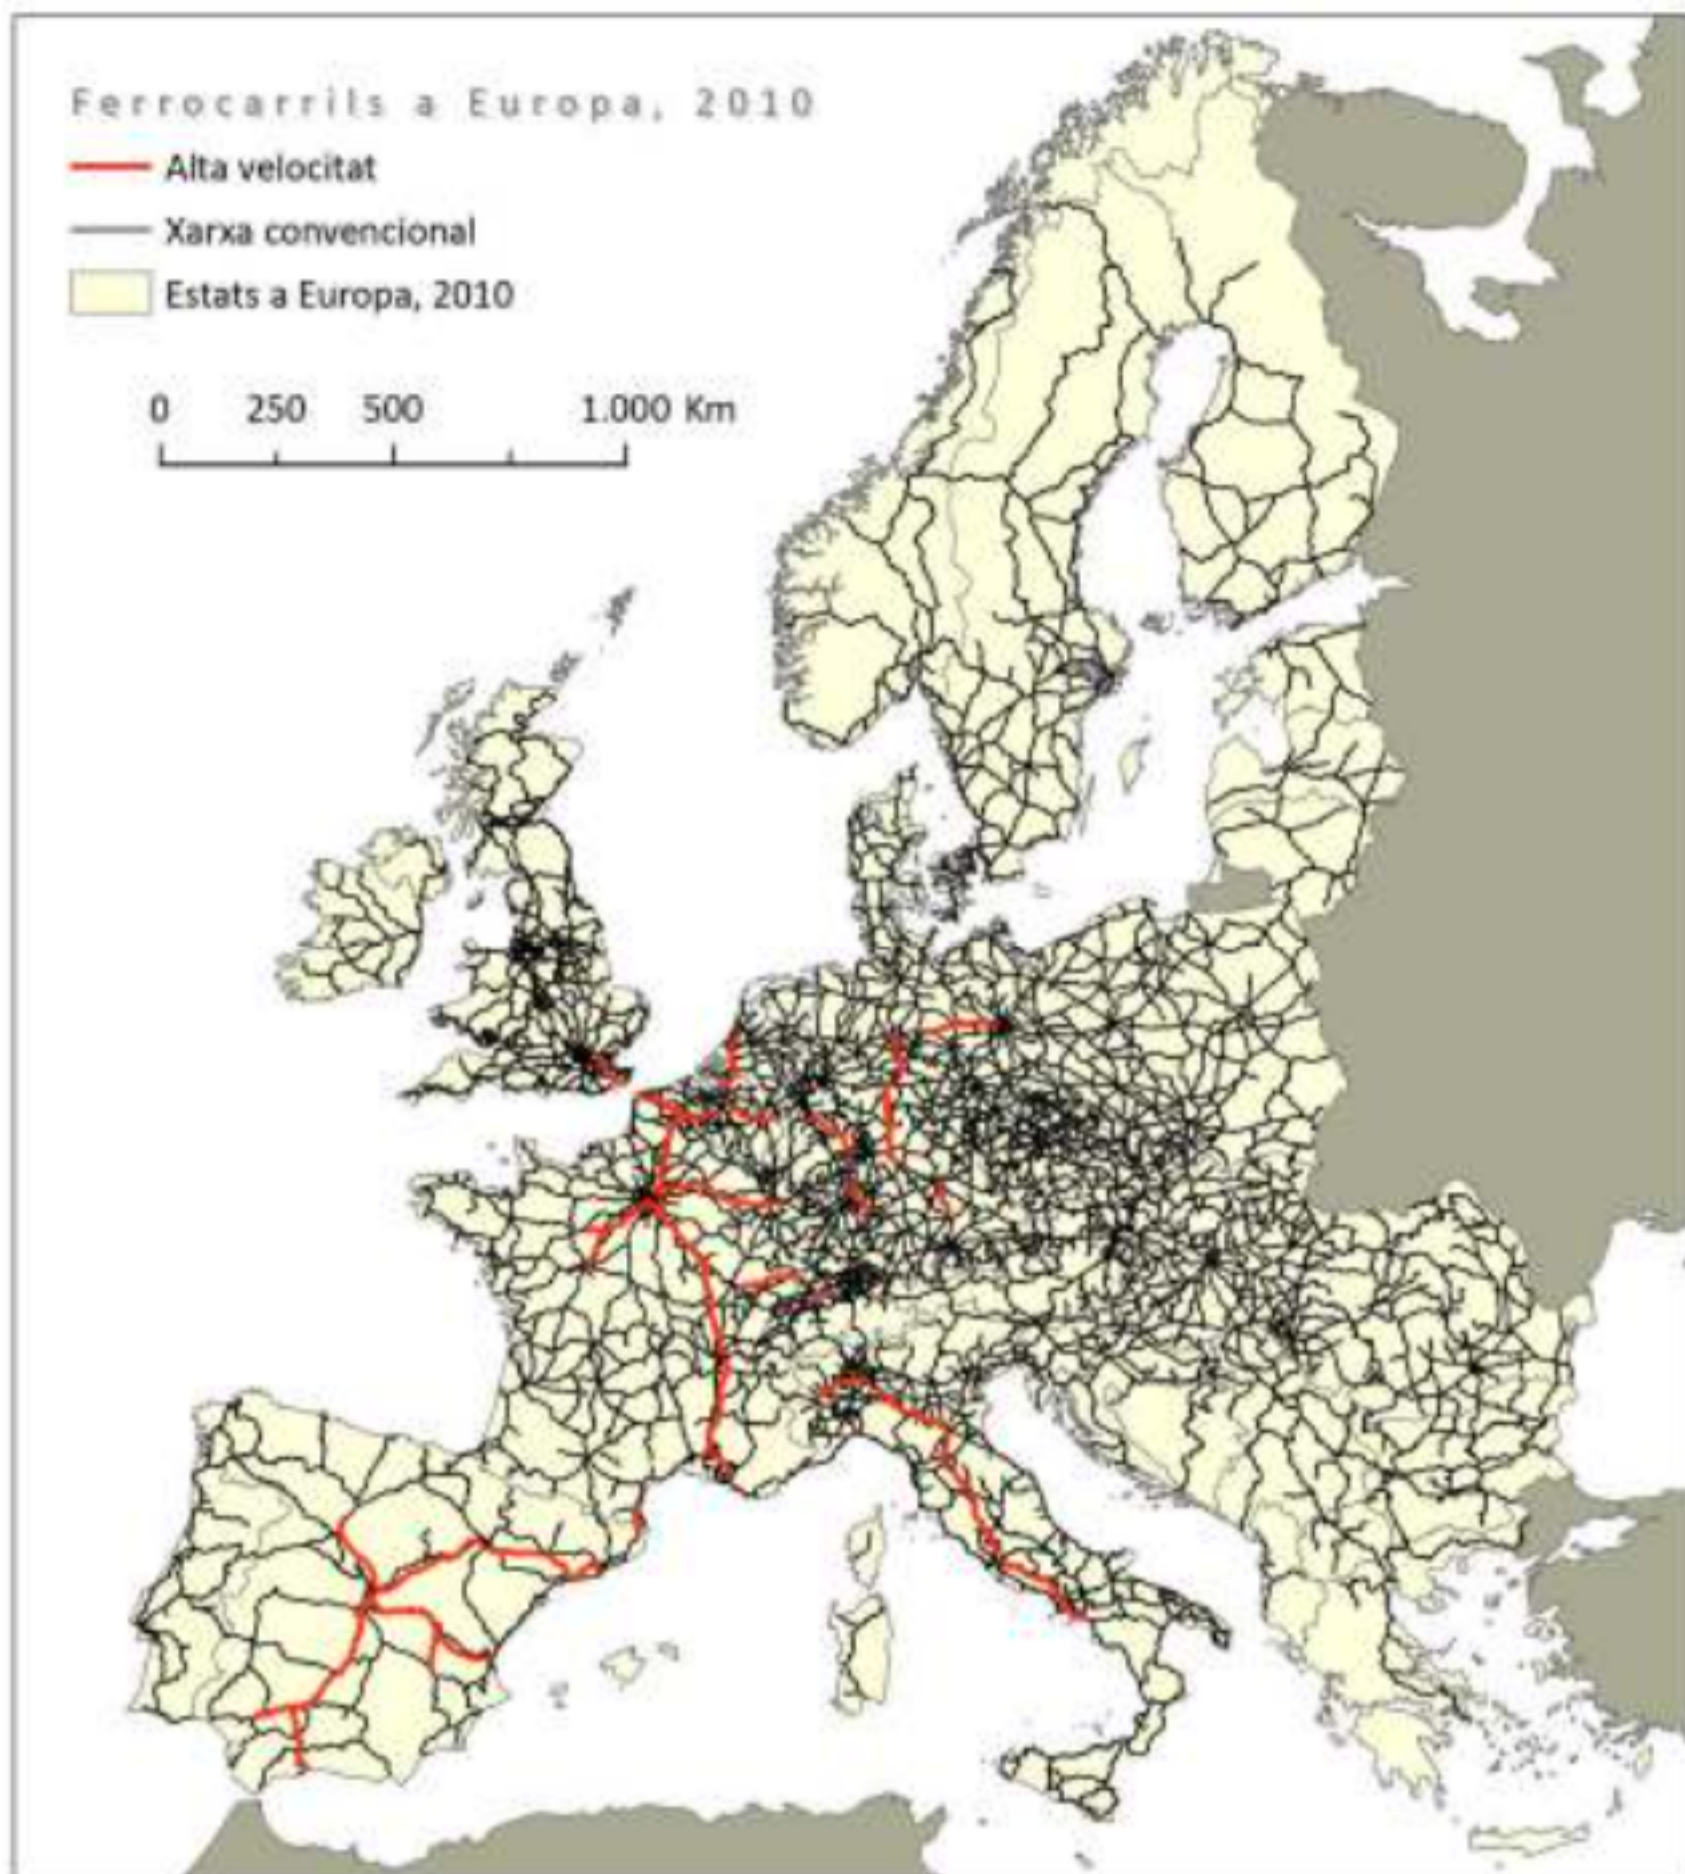 Ferrocarrils a Europa, 2010
Alta velocitat
Xarxa convencional
Estats a Europa, 2010
0 250 500 1.000 Km